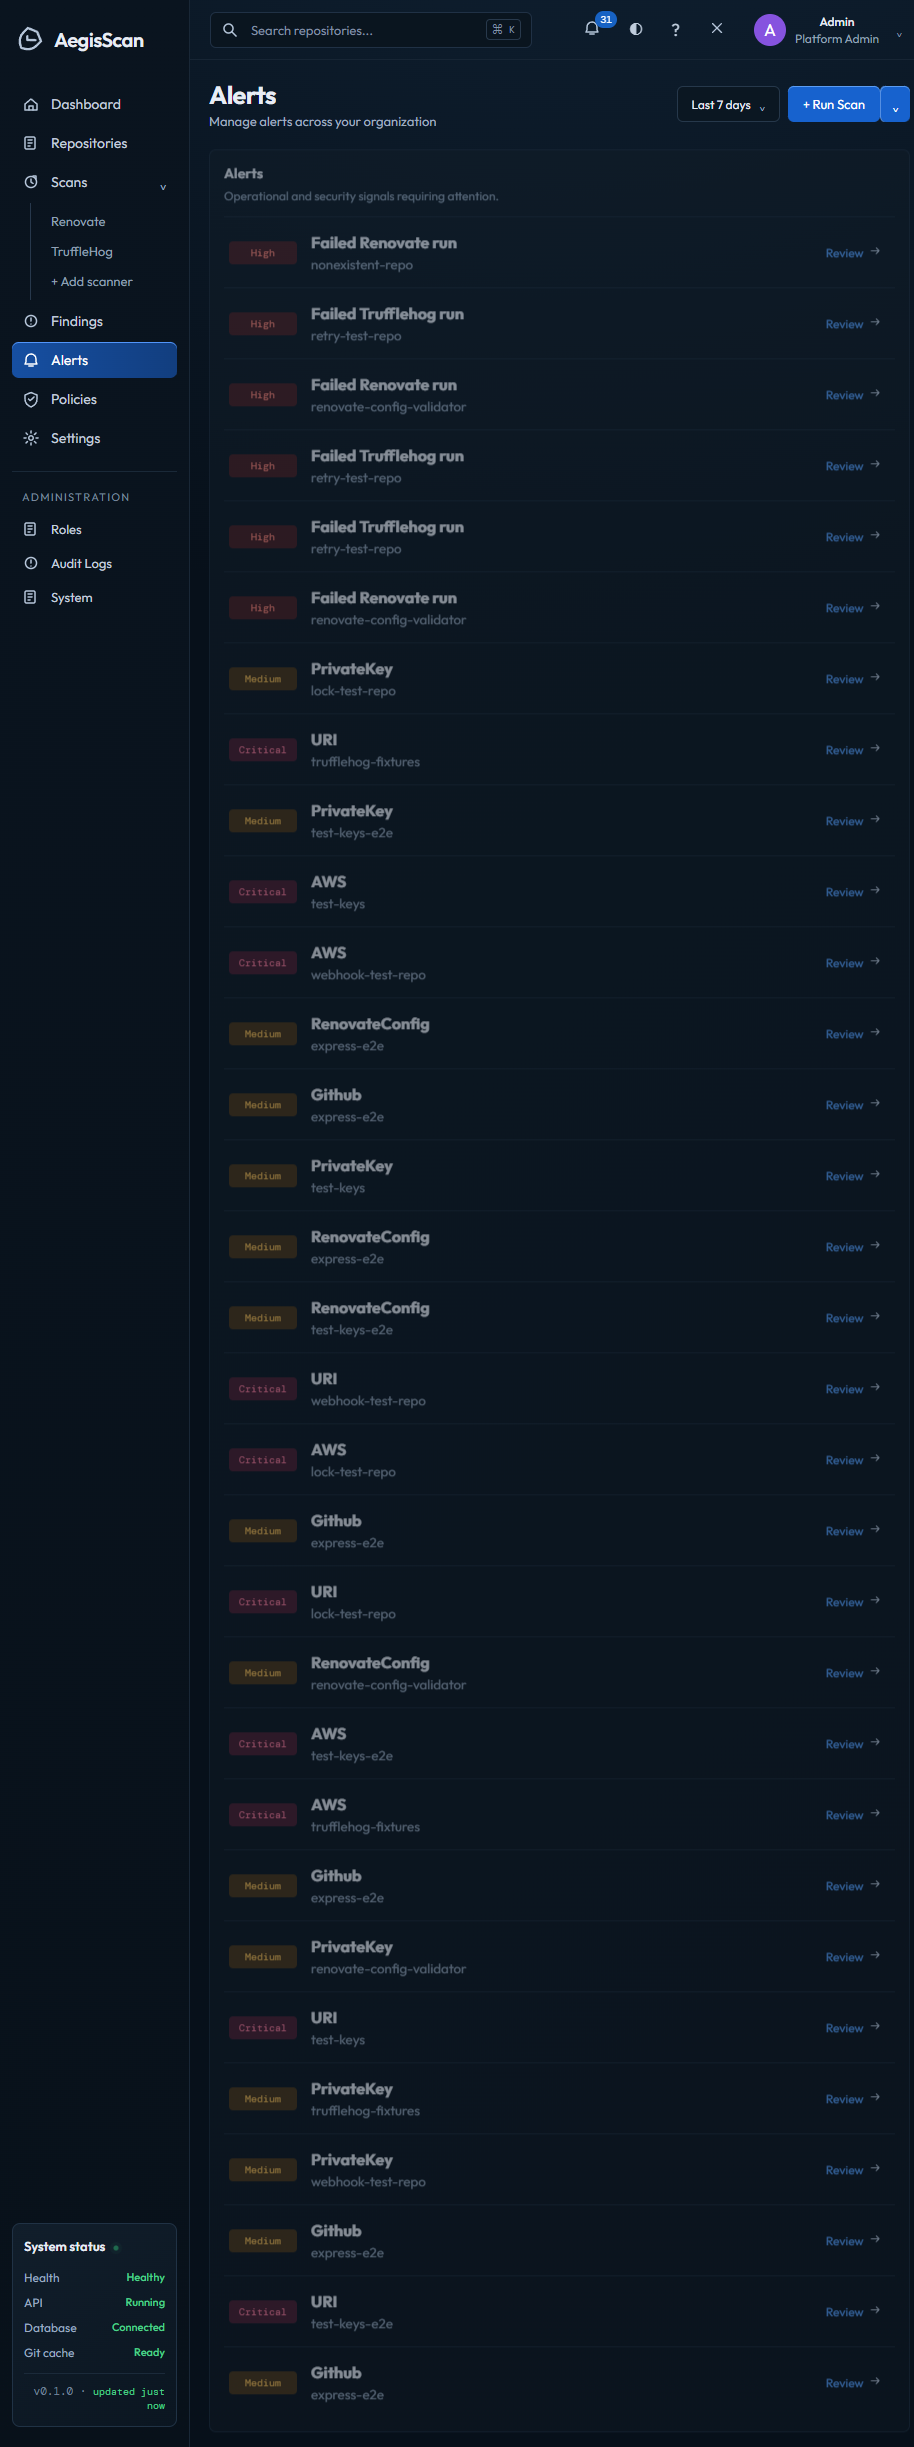 AegisScan
Dashboard
Repositories
Scans
Renovate
TruffleHog
+ Add scanner
Findings
Alerts
Policies
Settings
ADMINISTRATION
Roles
Audit Logs
System
System status
Health Healthy
API Running
Database Connected
Git cache Ready
v0.1.0 · updated just
now
Search repositories... ⌘ K
31
?
A
Admin
Platform Admin
Alerts
Manage alerts across your organization
Last 7 days
+ Run Scan
Alerts
Operational and security signals requiring attention.
High Failed Renovate run Review →
nonexistent-repo
High Failed Trufflehog run Review →
retry-test-repo
High Failed Renovate run Review →
renovate-config-validator
High Failed Trufflehog run Review →
retry-test-repo
High Failed Trufflehog run Review →
retry-test-repo
High Failed Renovate run Review →
renovate-config-validator
Medium PrivateKey Review →
lock-test-repo
Critical URI Review →
trufflehog-fixtures
Medium PrivateKey Review →
test-keys-e2e
Critical AWS Review →
test-keys
Critical AWS Review →
webhook-test-repo
Medium RenovateConfig Review →
express-e2e
Medium Github Review →
express-e2e
Medium PrivateKey Review →
test-keys
Medium RenovateConfig Review →
express-e2e
Medium RenovateConfig Review →
test-keys-e2e
Critical URI Review →
webhook-test-repo
Critical AWS Review →
lock-test-repo
Medium Github Review →
express-e2e
Critical URI Review →
lock-test-repo
Medium RenovateConfig Review →
renovate-config-validator
Critical AWS Review →
test-keys-e2e
Critical AWS Review →
trufflehog-fixtures
Medium Github Review →
express-e2e
Medium PrivateKey Review →
renovate-config-validator
Critical URI Review →
test-keys
Medium PrivateKey Review →
trufflehog-fixtures
Medium PrivateKey Review →
webhook-test-repo
Medium Github Review →
express-e2e
Critical URI Review →
test-keys-e2e
Medium Github Review →
express-e2e